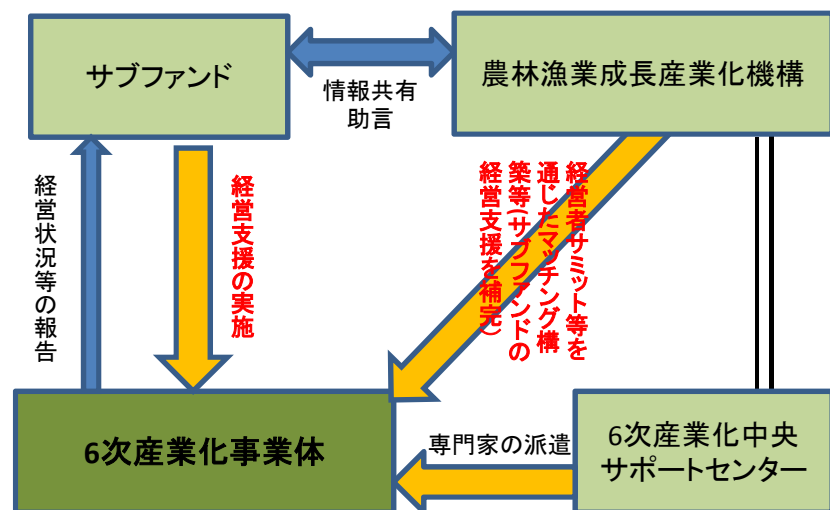 サブファンド
情報共有
助言
農林漁業成長産業化機構
経営状況等の報告
経営支援の実施
経営者サミット等を
通じたマッチング構
築等(サブファンドの
経営支援を補完)
6次産業化事業体
専門家の派遣
6次産業化中央
サポートセンター